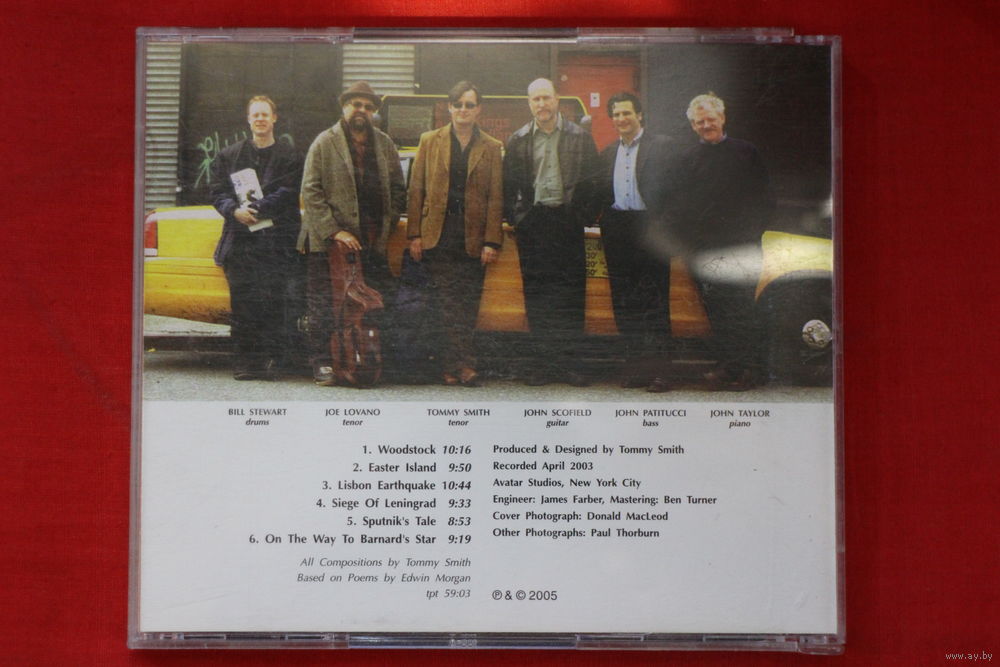 BILL STEWART
drums
JOE LOVANO
tenor
TOMMY SMITH
tenor
JOHN SCOFIELD
guitar
JOHN PATITUCCI
bass
JOHN TAYLOR
piano
1. Woodstock 10:16
2. Easter Island 9:50
3. Lisbon Earthquake 10:44
4. Siege Of Leningrad 9:33
5. Sputnik's Tale 8:53
6. On The Way To Barnard's Star 9:19
All Compositions by Tommy Smith
Based on Poems by Edwin Morgan
tpt 59:03
Produced & Designed by Tommy Smith
Recorded April 2003
Avatar Studios, New York City
Engineer: James Farber, Mastering: Ben Turner
Cover Photograph: Donald MacLeod
Other Photographs: Paul Thorburn
℗ & © 2005
www.ay.by